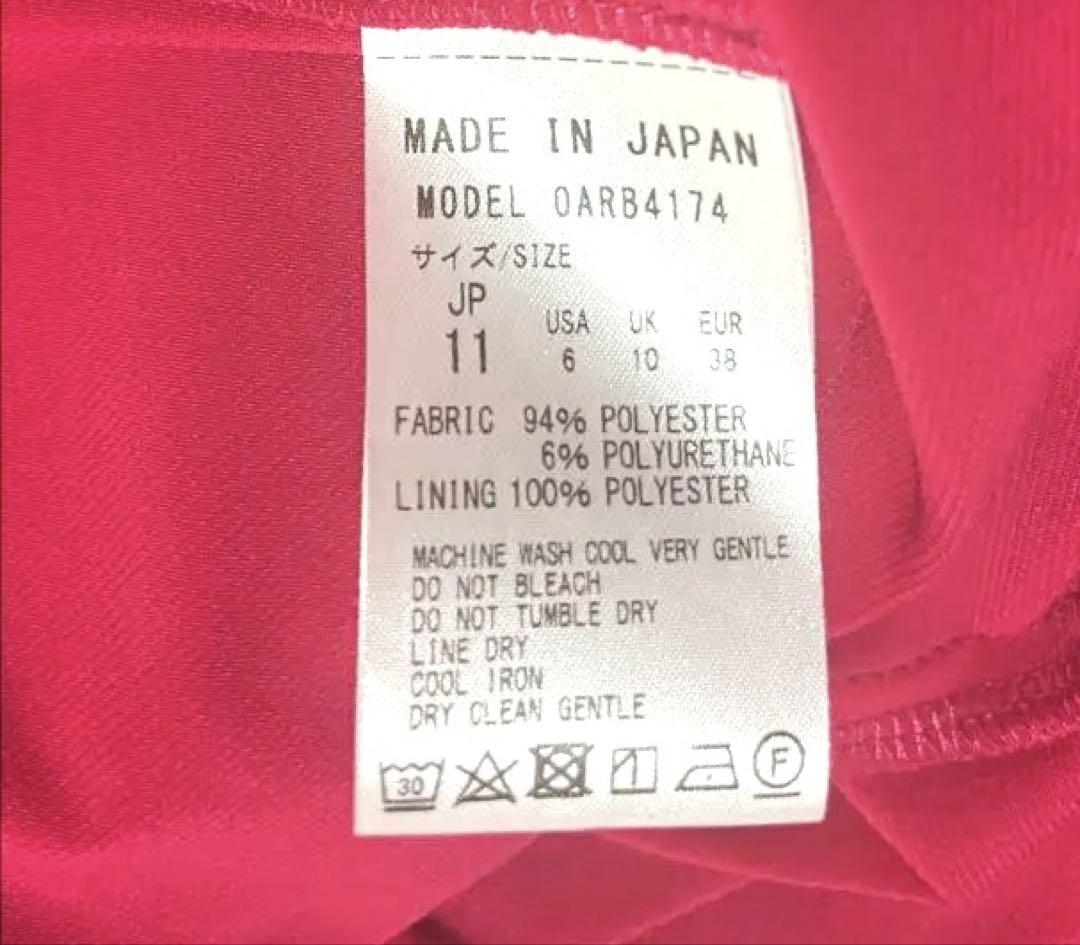 MADE IN JAPAN
MODEL OARB4174
サイズ/SIZE
JP USA UK EUR
11 6 10 38
FABRIC 94% POLYESTER
6% POLYURETHANE
LINING 100% POLYESTER
MACHINE WASH COOL VERY GENTLE
DO NOT BLEACH
DO NOT TUMBLE DRY
LINE DRY
COOL IRON
DRY CLEAN GENTLE
30 F